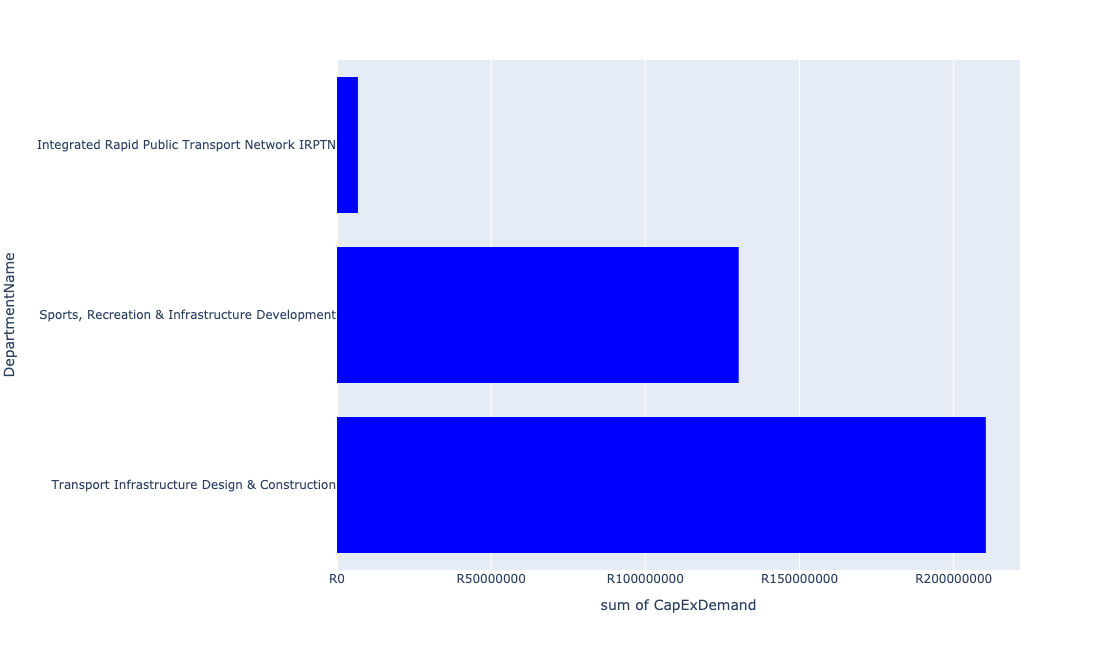 Integrated Rapid Public Transport Network IRPTN
Sports, Recreation & Infrastructure Development
Transport Infrastructure Design & Construction
DepartmentName
R0
R50000000
R100000000
R150000000
R200000000
sum of CapExDemand